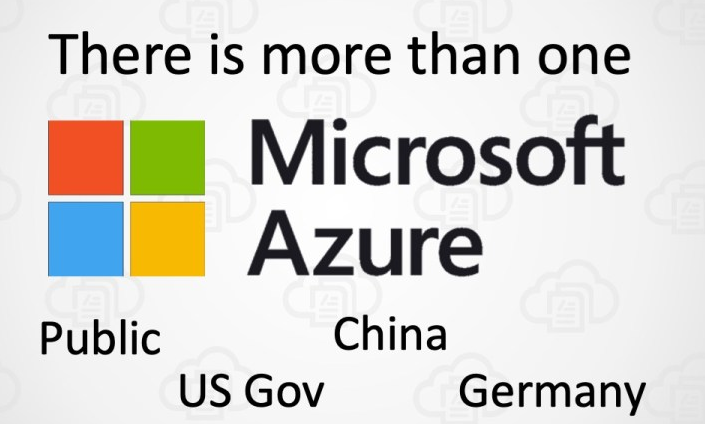 There is more than one
Microsoft
Azure
Public
China
US Gov
Germany